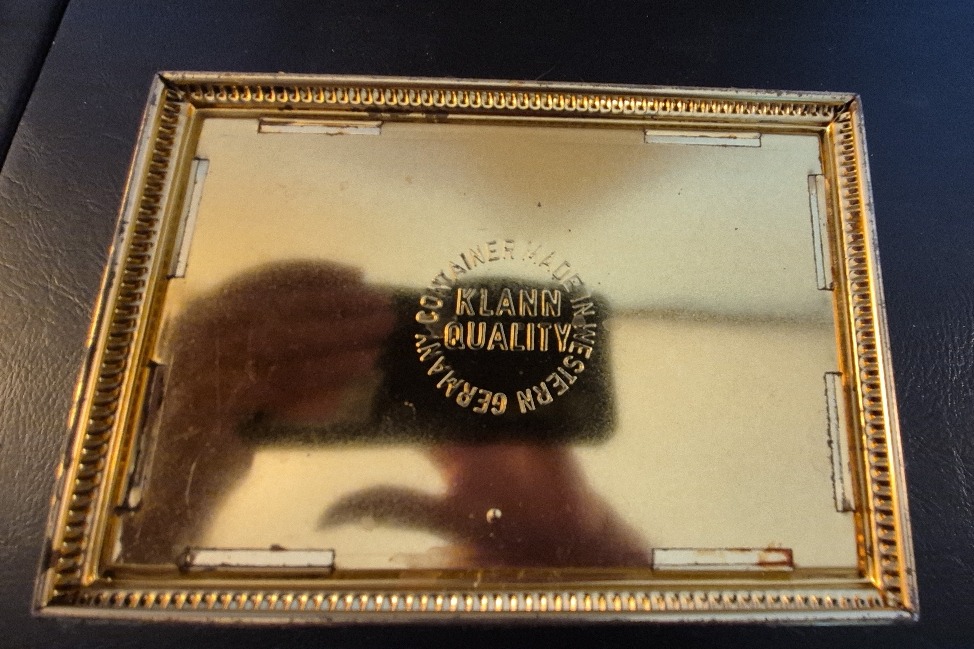 CONTAINER MADE IN WESTERN GERMANY
KLANN
QUALITY